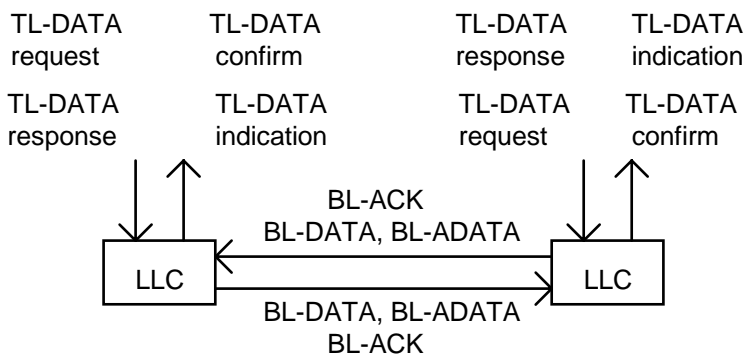 TL-DATA request
TL-DATA confirm
TL-DATA response
TL-DATA indication
TL-DATA response
TL-DATA indication
TL-DATA request
TL-DATA confirm
BL-ACK
BL-DATA, BL-ADATA
LLC
LLC
BL-DATA, BL-ADATA
BL-ACK